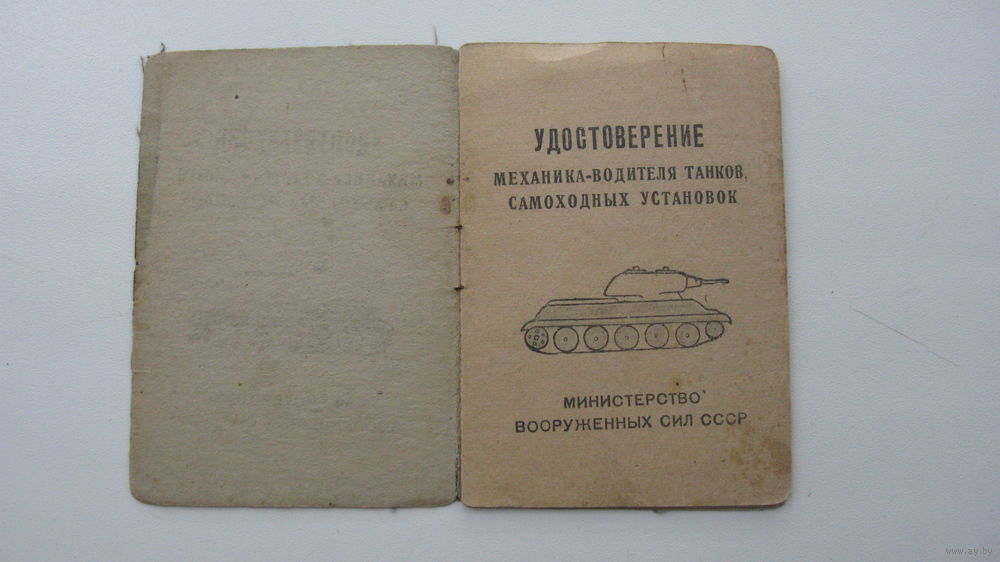 УДОСТОВЕРЕНИЕ
МЕХАНИКА-ВОДИТЕЛЯ ТАНКОВ,
САМОХОДНЫХ УСТАНОВОК
МИНИСТЕРСТВО
ВООРУЖЕННЫХ СИЛ СССР
www.ay.by